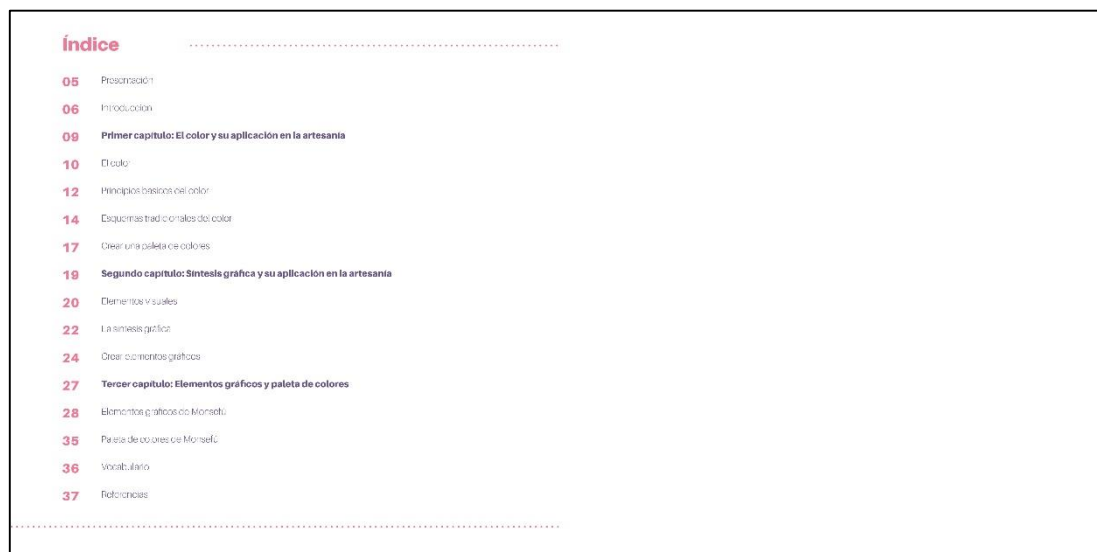 Índice
05 Presentación
06 Introducción
09 Primer capítulo: El color y su aplicación en la artesanía
10 El color
12 Principios básicos del color
14 Esquemas tradicionales del color
17 Crear una paleta de colores
19 Segundo capítulo: Síntesis gráfica y su aplicación en la artesanía
20 Elementos visuales
22 La síntesis gráfica
24 Crear elementos gráficos
27 Tercer capítulo: Elementos gráficos y paleta de colores
28 Elementos gráficos de Monsefú
35 Paleta de colores de Monsefú
36 Vocabulario
37 Referencias